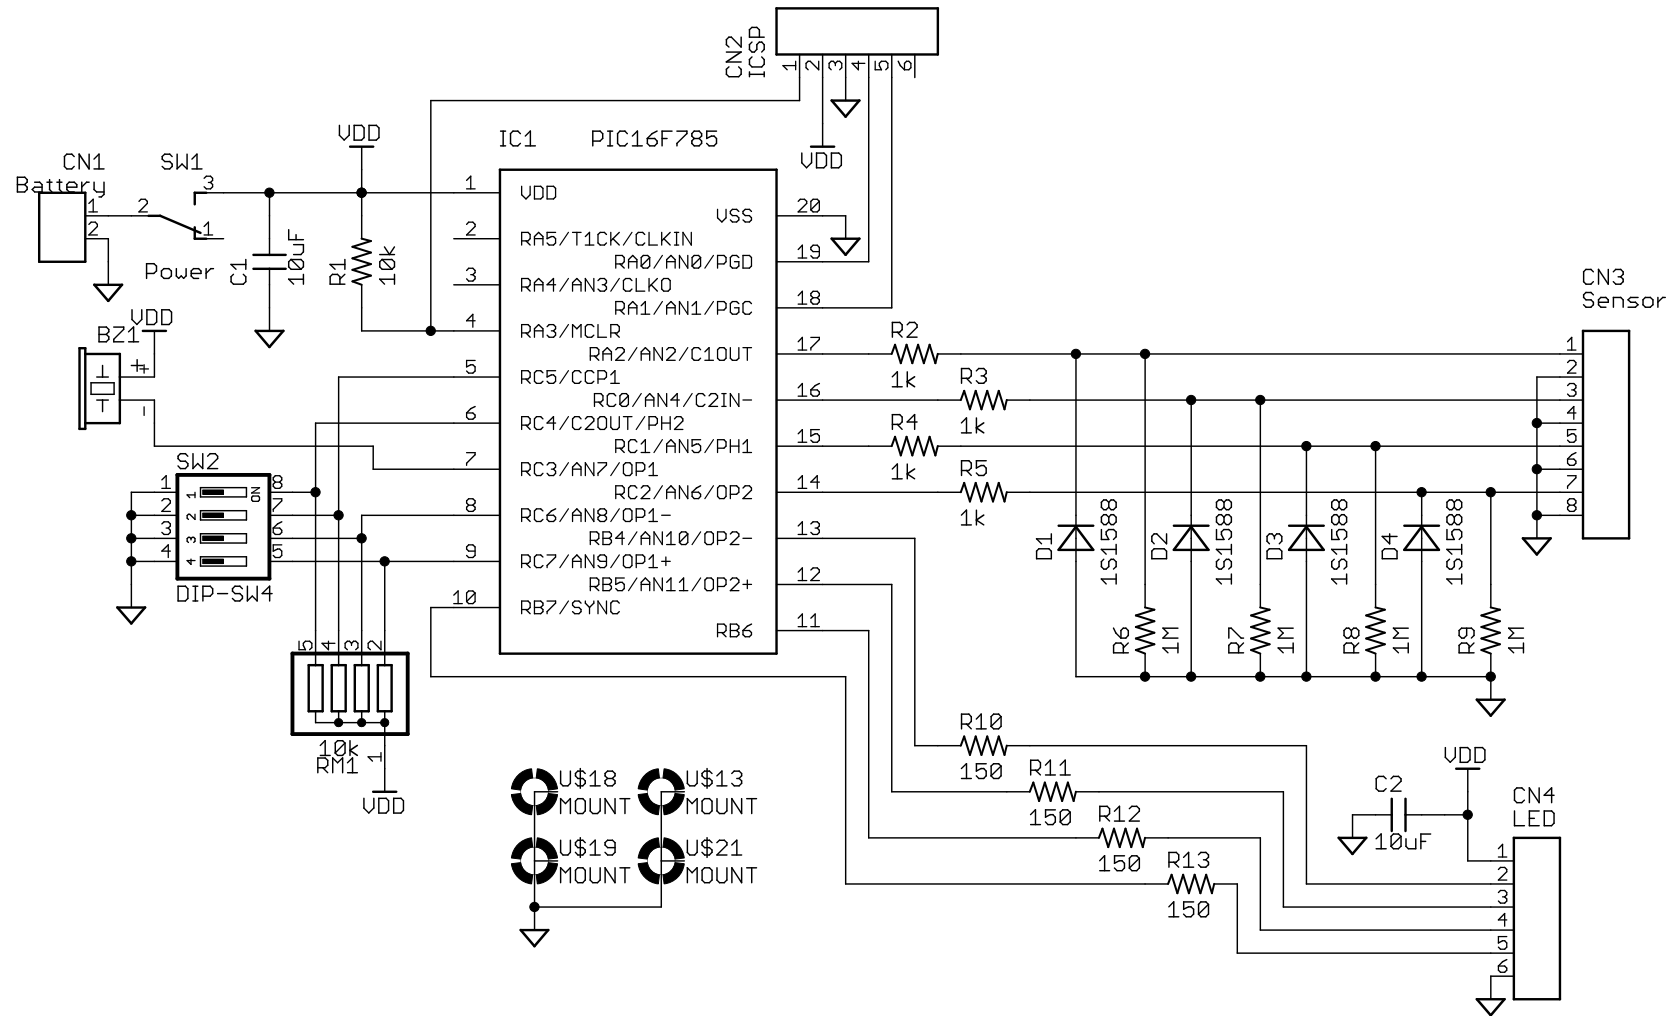 CN2
ICSP
1
2
3
4
5
6
VDD
IC1
PIC16F785
VDD
CN1
Battery
1
2
SW1
2
3
1
Power
C1
10uF
R1
10k
BZ1
VDD
+
+
-
1
2
3
4
5
6
7
8
9
10
VDD
RA5/T1CK/CLKIN
RA4/AN3/CLKO
RA3/MCLR
RC5/CCP1
RC4/C2OUT/PH2
RC3/AN7/OP1
RC6/AN8/OP1-
RC7/AN9/OP1+
RB7/SYNC
VSS
RA0/AN0/PGD
RA1/AN1/PGC
RA2/AN2/C1OUT
RC0/AN4/C2IN-
RC1/AN5/PH1
RC2/AN6/OP2
RB4/AN10/OP2-
RB5/AN11/OP2+
RB6
20
19
18
17
16
15
14
13
12
11
SW2
1
2
3
4
1
2
3
4
ON
8
7
6
5
DIP-SW4
5
4
3
2
10k
RM1
1
VDD
R2
1k
R3
1k
R4
1k
R5
1k
D1
1S1588
D2
1S1588
D3
1S1588
D4
1S1588
R6
1M
R7
1M
R8
1M
R9
1M
CN3
Sensor
1
2
3
4
5
6
7
8
R10
150
R11
150
R12
150
R13
150
VDD
C2
10uF
CN4
LED
1
2
3
4
5
6
U$18
MOUNT
U$13
MOUNT
U$19
MOUNT
U$21
MOUNT